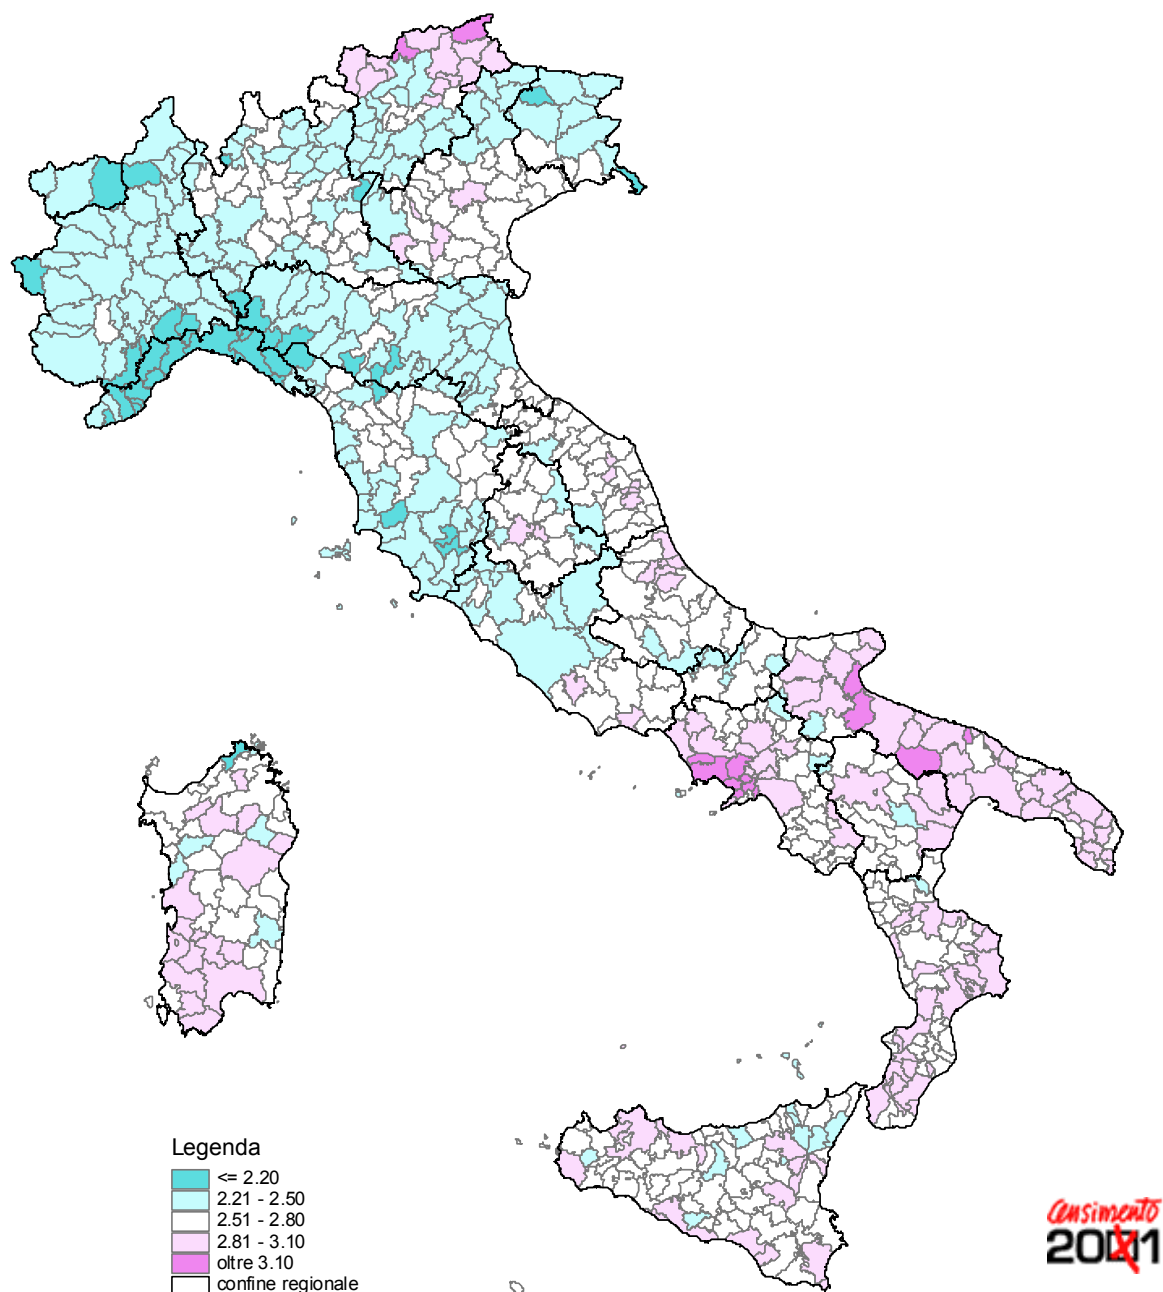 Legenda
<= 2.20
2.21 - 2.50
2.51 - 2.80
2.81 - 3.10
oltre 3.10
confine regionale
Censimento
2001